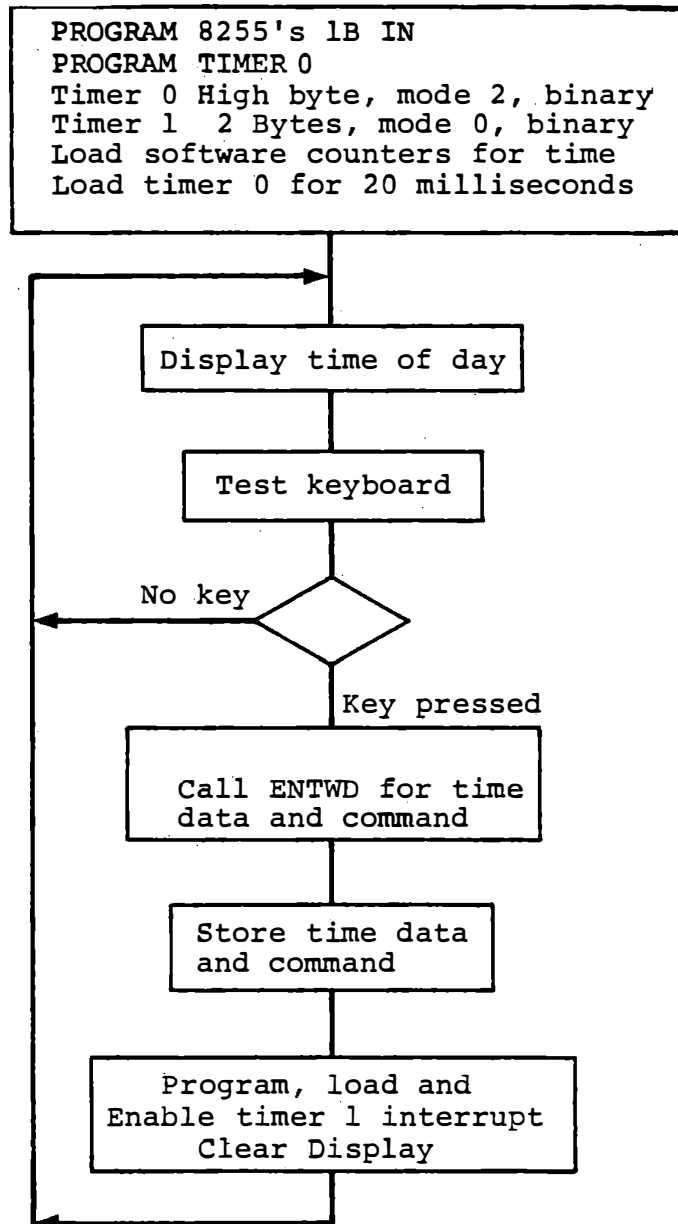 PROGRAM 8255's 1B IN
PROGRAM TIMER 0
Timer 0 High byte, mode 2, binary
Timer 1 2 Bytes, mode 0, binary
Load software counters for time
Load timer 0 for 20 milliseconds
Display time of day
Test keyboard
No key
Key pressed
Call ENTWD for time
data and command
Store time data
and command
Program, load and
Enable timer 1 interrupt
Clear Display